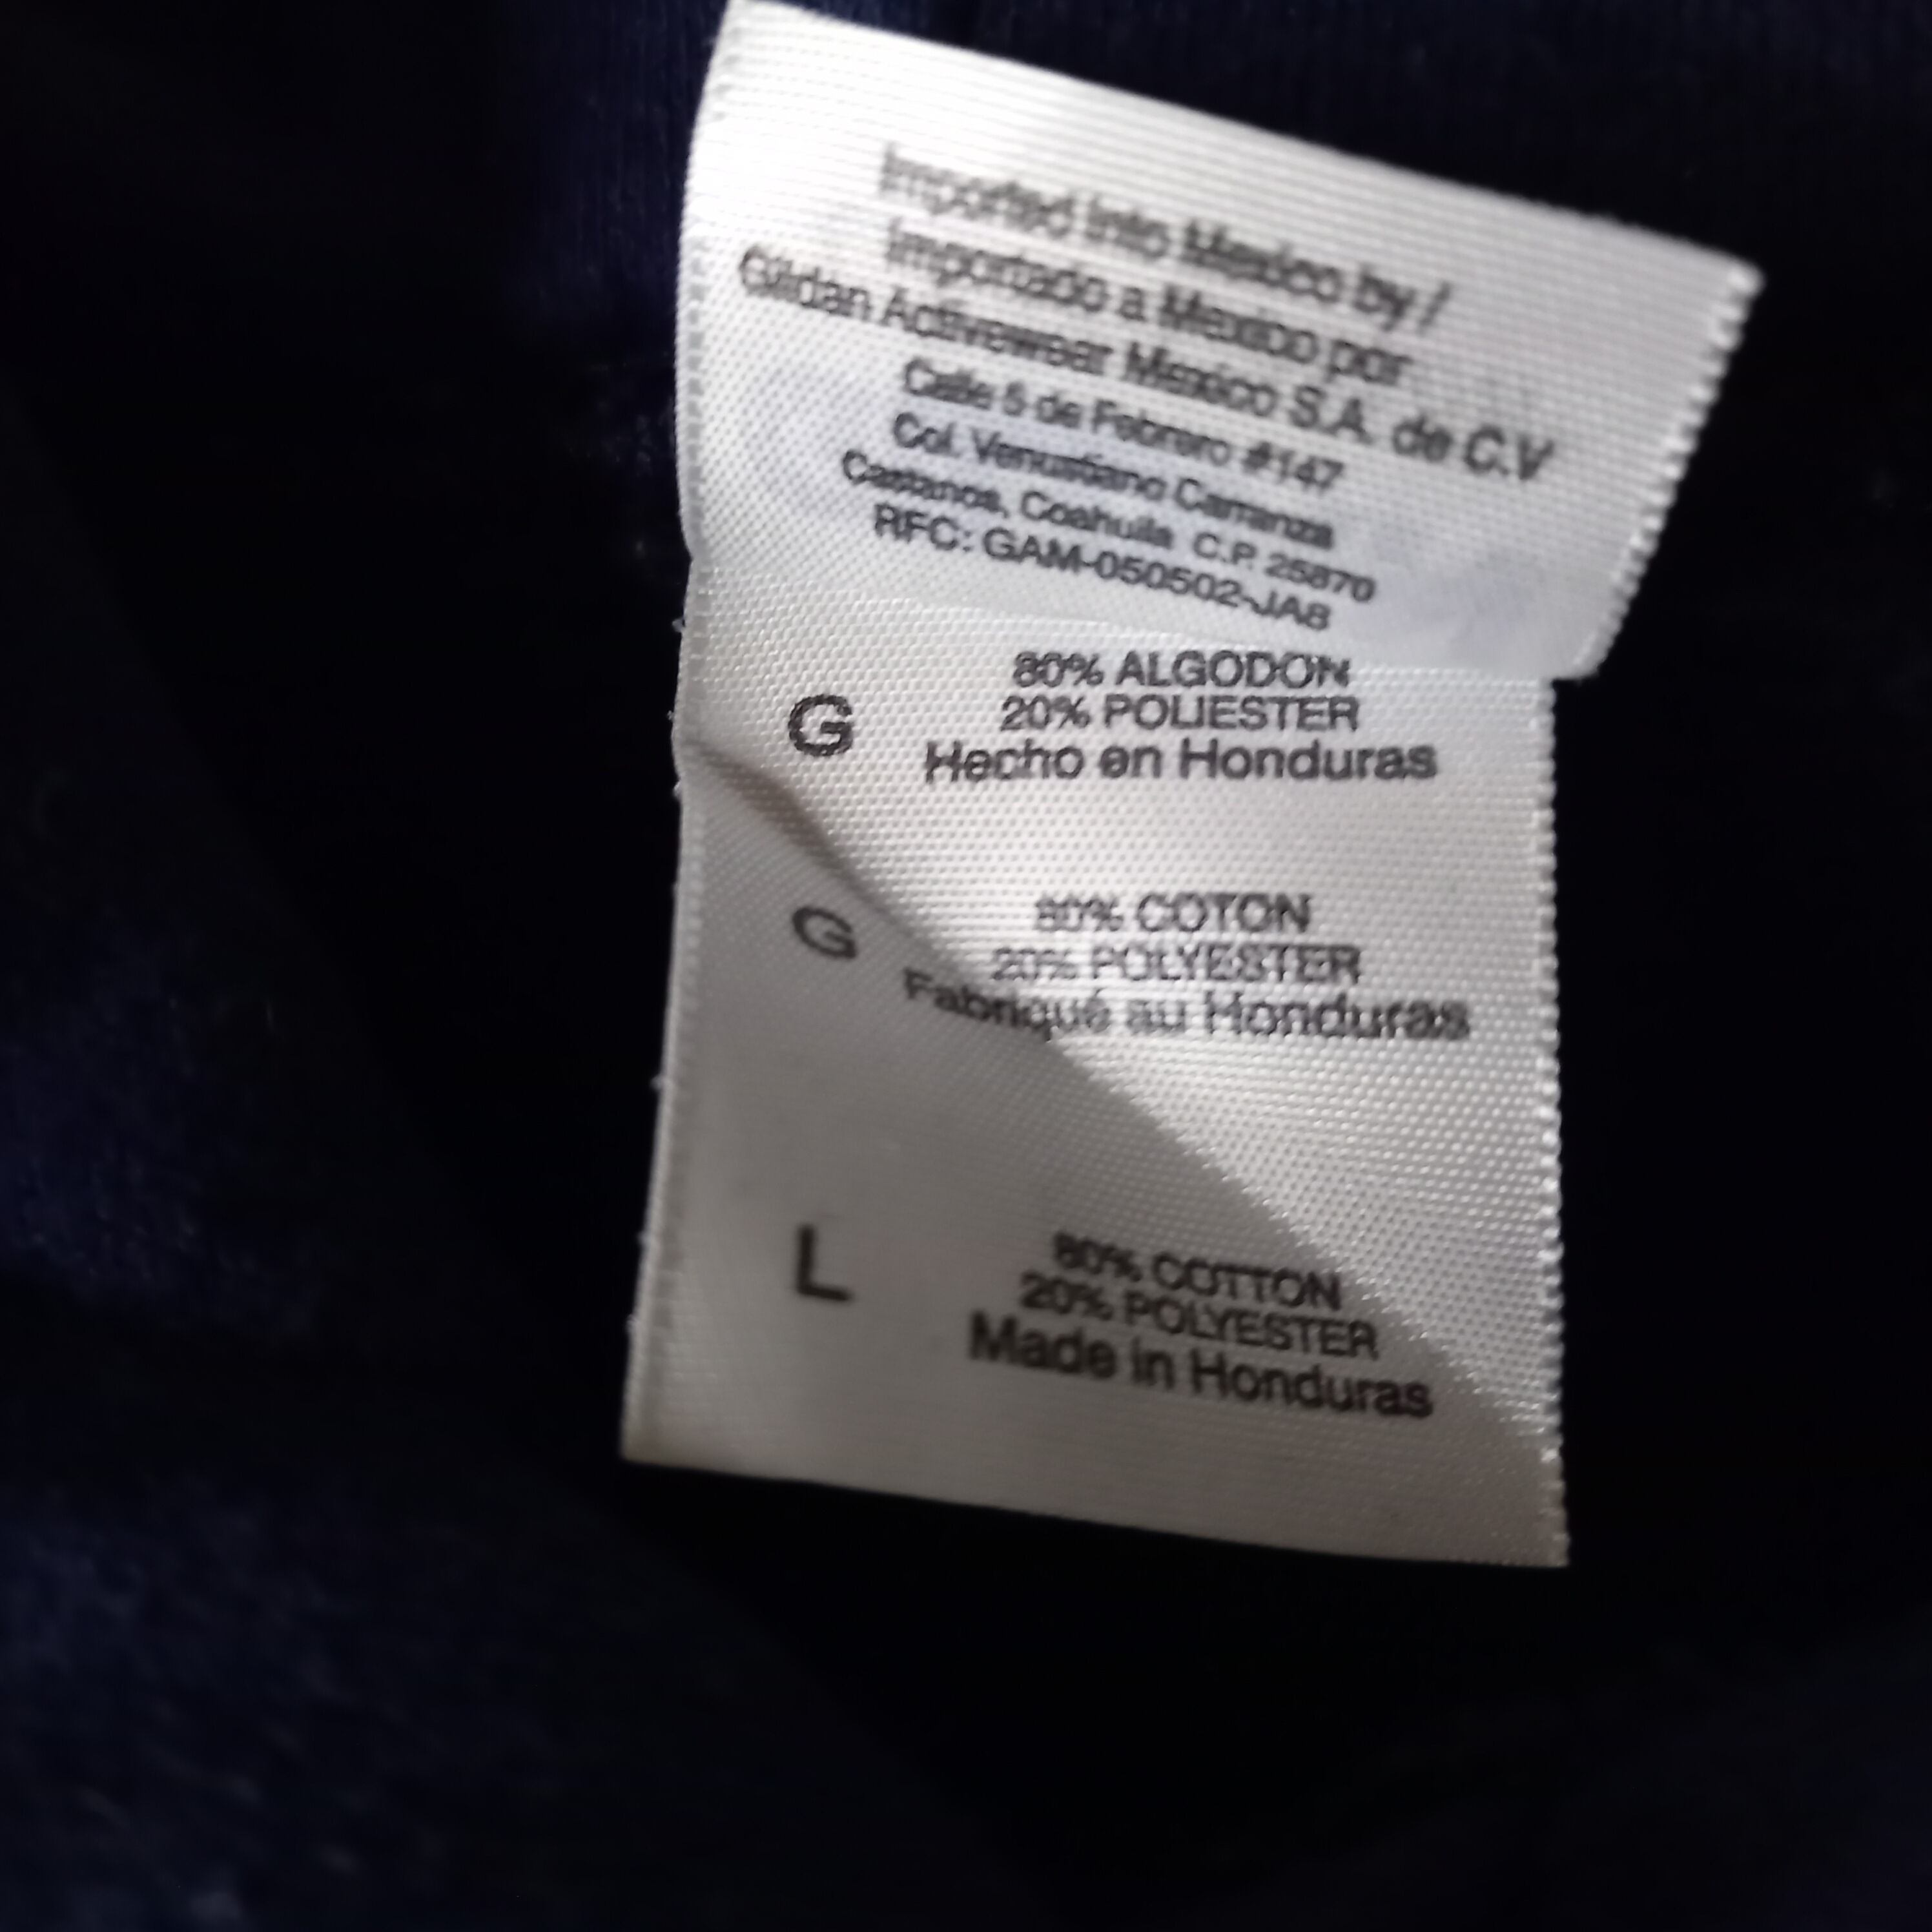 Imported into Mexico by /
Importado a Mexico por
Gildan Activewear Mexico S.A. de C.V
Calle 5 de Febrero #147
Col. Venustiano Carranza
Castanos, Coahuila C.P. 25870
RFC: GAM-050502-JA8
80% ALGODON
G 20% POLIESTER
Hecho en Honduras
80% COTON
G 20% POLYESTER
Fabriqué au Honduras
80% COTTON
L 20% POLYESTER
Made in Honduras